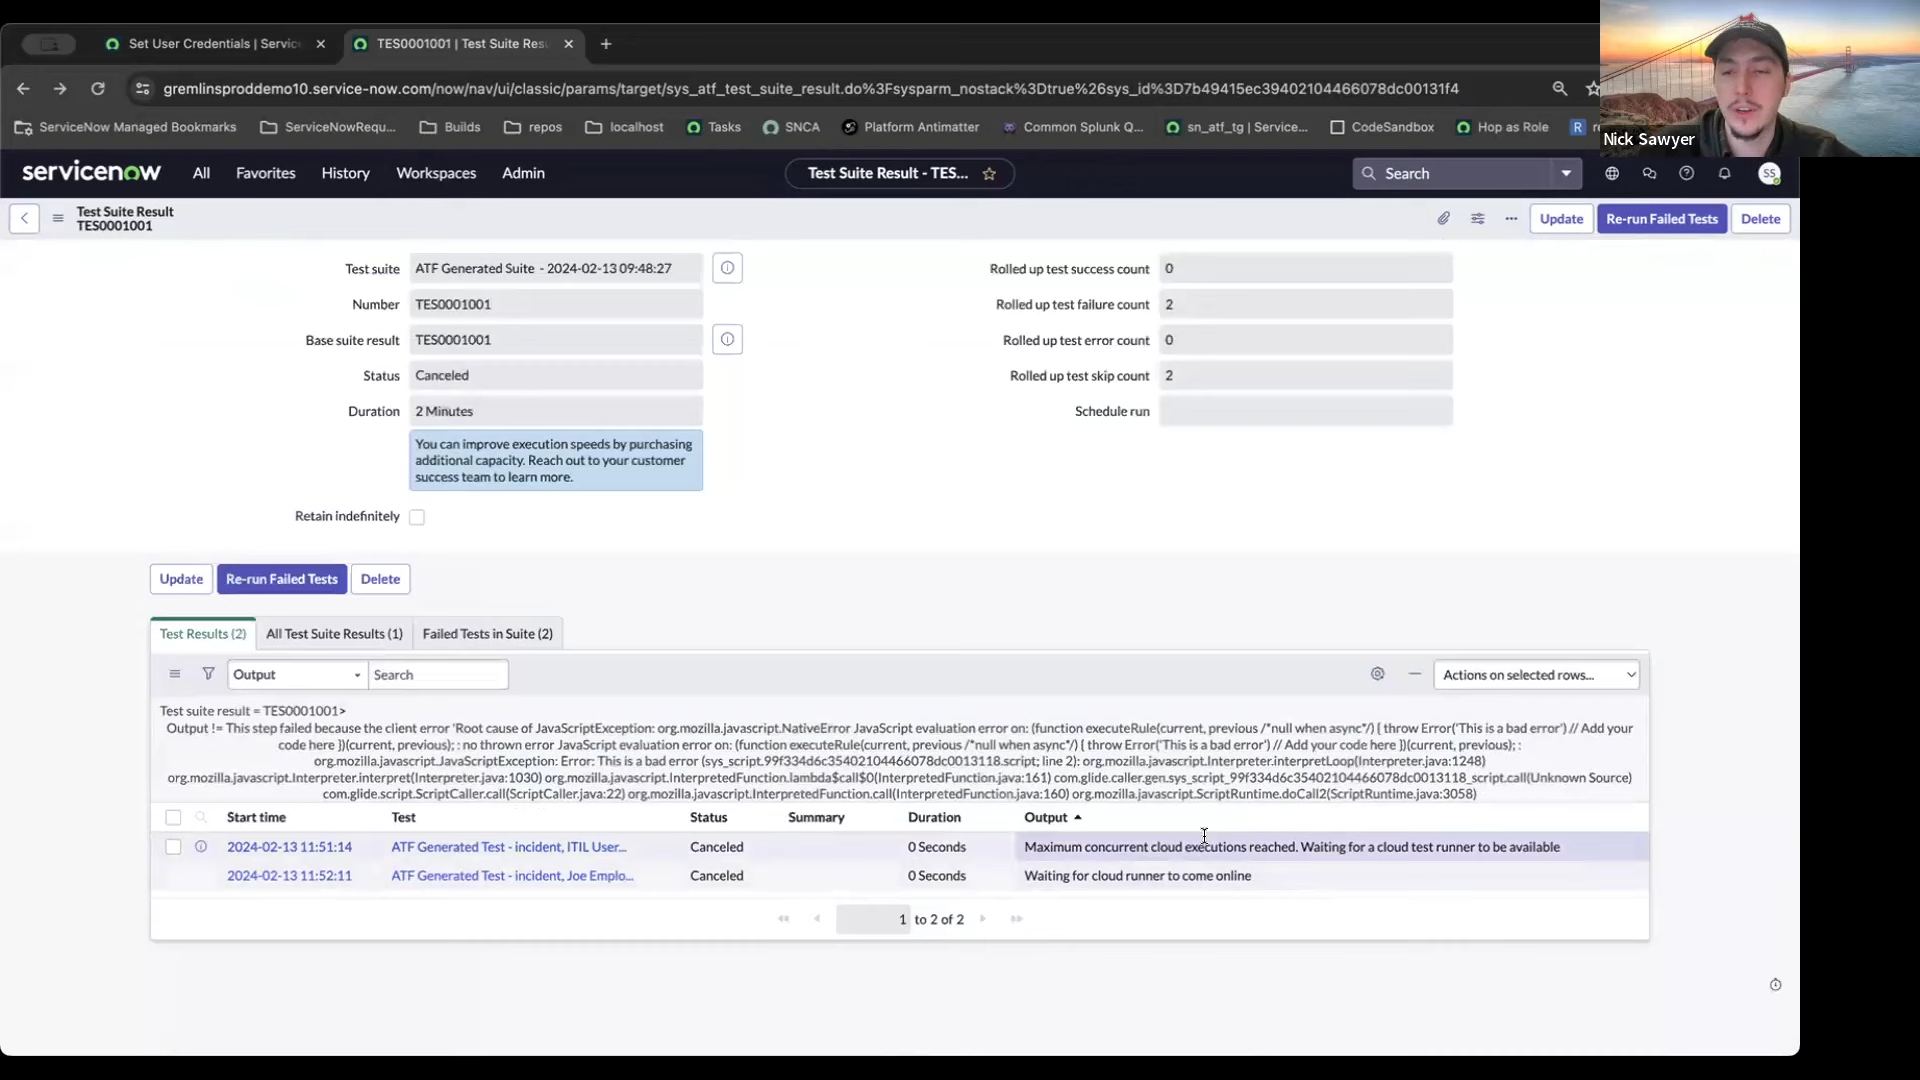 Set User Credentials | Servic
TES0001001 | Test Suite Res
gremlinsproddemo10.service-now.com/now/nav/ui/classic/params/target/sys_atf_test_suite_result.do%3Fsysparm_nostack%3Dtrue%26sys_id%3D7b49415ec39402104466078dc00131f4
ServiceNow Managed Bookmarks
ServiceNowRequ...
Builds
repos
localhost
Tasks
SNCA
Platform Antimatter
Common Splunk Q...
sn_atf_tg | Service...
CodeSandbox
Hop as Role
R
Nick Sawyer
servicenow
All
Favorites
History
Workspaces
Admin
Test Suite Result - TES...
Search
SS
Test Suite Result
TES0001001
Update
Re-run Failed Tests
Delete
Test suite
ATF Generated Suite - 2024-02-13 09:48:27
Number
TES0001001
Base suite result
TES0001001
Status
Canceled
Duration
2 Minutes
You can improve execution speeds by purchasing
additional capacity. Reach out to your customer
success team to learn more.
Retain indefinitely
Rolled up test success count
0
Rolled up test failure count
2
Rolled up test error count
0
Rolled up test skip count
2
Schedule run
Update
Re-run Failed Tests
Delete
Test Results (2)
All Test Suite Results (1)
Failed Tests in Suite (2)
Output
Search
Actions on selected rows...
Test suite result = TES0001001>
Output != This step failed because the client error 'Root cause of JavaScriptException: org.mozilla.javascript.NativeError JavaScript evaluation error on: (function executeRule(current, previous /*null when async*/) { throw Error('This is a bad error') // Add your
code here })(current, previous); : no thrown error JavaScript evaluation error on: (function executeRule(current, previous /*null when async*/) { throw Error('This is a bad error') // Add your code here })(current, previous); :
org.mozilla.javascript.JavaScriptException: Error: This is a bad error (sys_script.99f334d6c35402104466078dc0013118.script; line 2): org.mozilla.javascript.Interpreter.interpretLoop(Interpreter.java:1248)
org.mozilla.javascript.Interpreter.interpret(Interpreter.java:1030) org.mozilla.javascript.InterpretedFunction.lambda$call$0(InterpretedFunction.java:161) com.glide.caller.gen.sys_script_99f334d6c35402104466078dc0013118_script.call(Unknown Source)
com.glide.script.ScriptCaller.call(ScriptCaller.java:22) org.mozilla.javascript.InterpretedFunction.call(InterpretedFunction.java:160) org.mozilla.javascript.ScriptRuntime.doCall2(ScriptRuntime.java:3058)
Start time
Test
Status
Summary
Duration
Output
2024-02-13 11:51:14
ATF Generated Test - incident, ITIL User...
Canceled
0 Seconds
Maximum concurrent cloud executions reached. Waiting for a cloud test runner to be available
2024-02-13 11:52:11
ATF Generated Test - incident, Joe Emplo...
Canceled
0 Seconds
Waiting for cloud runner to come online
1 to 2 of 2